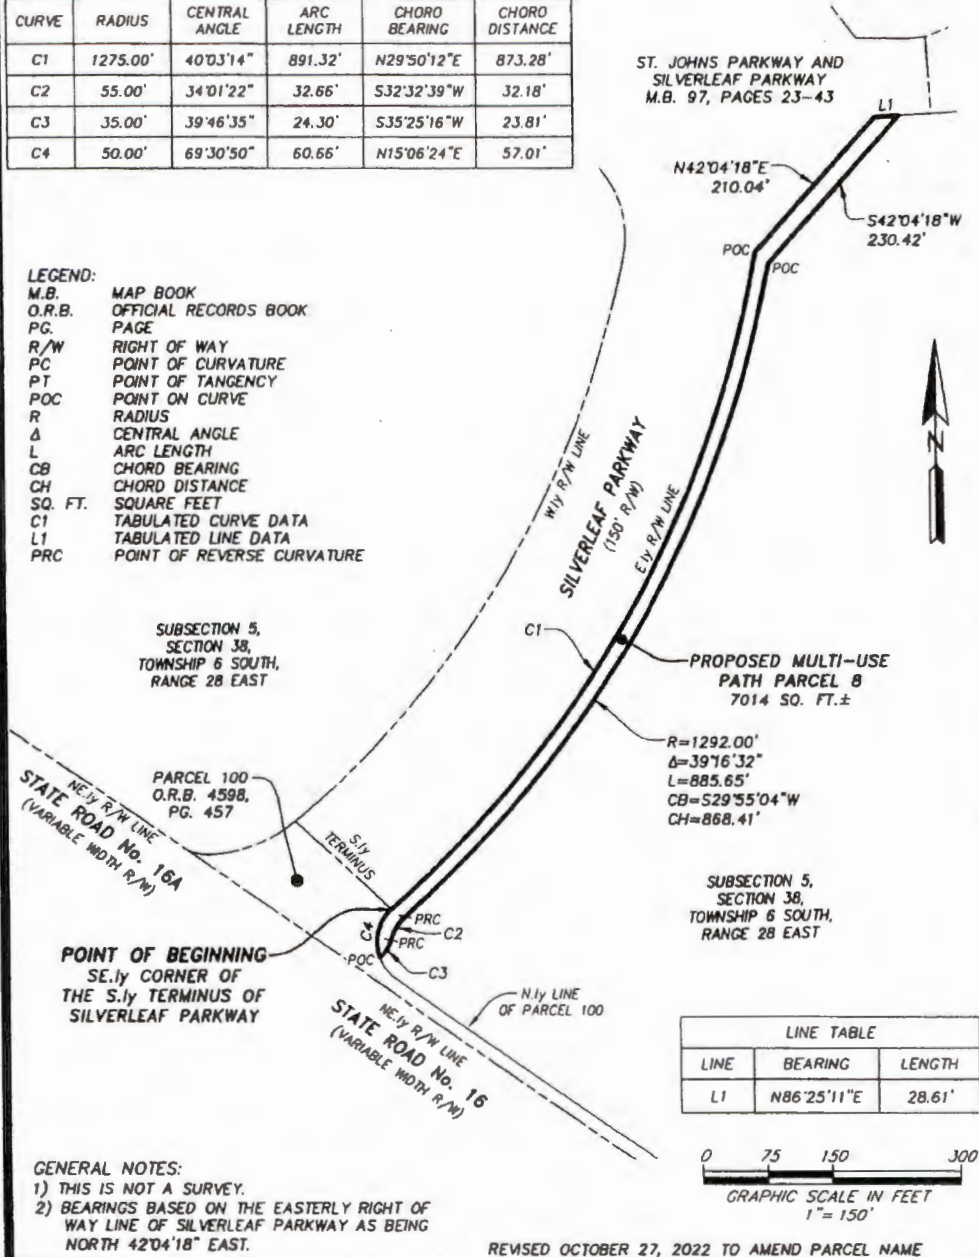 CURVE RADIUS CENTRAL ANGLE ARC LENGTH CHORD BEARING CHORD DISTANCE
C1 1275.00' 40°03'14" 891.32' N29°50'12"E 873.28'
C2 55.00' 34°01'22" 32.66' S32°32'39"W 32.18'
C3 35.00' 39°46'35" 24.30' S35°25'16"W 23.81'
C4 50.00' 69°30'50" 60.66' N15°06'24"E 57.01'
ST. JOHNS PARKWAY AND
SILVERLEAF PARKWAY
M.B. 97, PAGES 23-43
L1
N42°04'18"E
210.04'
S42°04'18"W
230.42'
POC
POC
LEGEND:
M.B. MAP BOOK
O.R.B. OFFICIAL RECORDS BOOK
PG. PAGE
R/W RIGHT OF WAY
PC POINT OF CURVATURE
PT POINT OF TANGENCY
POC POINT ON CURVE
R RADIUS
Δ CENTRAL ANGLE
L ARC LENGTH
CB CHORD BEARING
CH CHORD DISTANCE
SQ. FT. SQUARE FEET
C1 TABULATED CURVE DATA
L1 TABULATED LINE DATA
PRC POINT OF REVERSE CURVATURE
N
W'ly R/W LINE
SILVERLEAF PARKWAY
(150' R/W)
E'ly R/W LINE
SUBSECTION 5,
SECTION 38,
TOWNSHIP 6 SOUTH,
RANGE 28 EAST
C1
PROPOSED MULTI-USE
PATH PARCEL 8
7014 SQ. FT.±
R=1292.00'
Δ=39°16'32"
L=885.65'
CB=S29°55'04"W
CH=868.41'
NE.ly R/W LINE
STATE ROAD No. 16A
(VARIABLE WIDTH R/W)
PARCEL 100
O.R.B. 4598,
PG. 457
S.ly
TERMINUS
SUBSECTION 5,
SECTION 38,
TOWNSHIP 6 SOUTH,
RANGE 28 EAST
PRC
C2
C4
PRC
POC
C3
POINT OF BEGINNING
SE.ly CORNER OF
THE S.ly TERMINUS OF
SILVERLEAF PARKWAY
N.ly LINE
OF PARCEL 100
NE.ly R/W LINE
STATE ROAD No. 16
(VARIABLE WIDTH R/W)
LINE TABLE
LINE BEARING LENGTH
L1 N86°25'11"E 28.61'
0 75 150 300
GRAPHIC SCALE IN FEET
1"= 150'
GENERAL NOTES:
1) THIS IS NOT A SURVEY.
2) BEARINGS BASED ON THE EASTERLY RIGHT OF
WAY LINE OF SILVERLEAF PARKWAY AS BEING
NORTH 42°04'18" EAST.
REVISED OCTOBER 27, 2022 TO AMEND PARCEL NAME